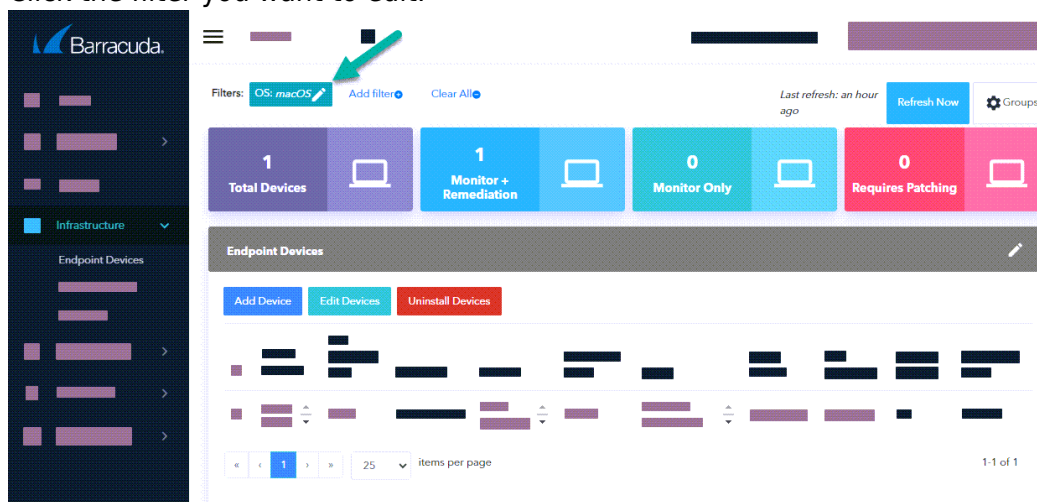 Click the filter you want to edit.
Barracuda.
Filters: OS: macOS Add filter Clear All
Last refresh: an hour ago
Refresh Now
Groups
1
Total Devices
1
Monitor +
Remediation
0
Monitor Only
0
Requires Patching
Infrastructure
Endpoint Devices
Endpoint Devices
Add Device Edit Devices Uninstall Devices
« ‹ 1 › » 25 items per page 1-1 of 1